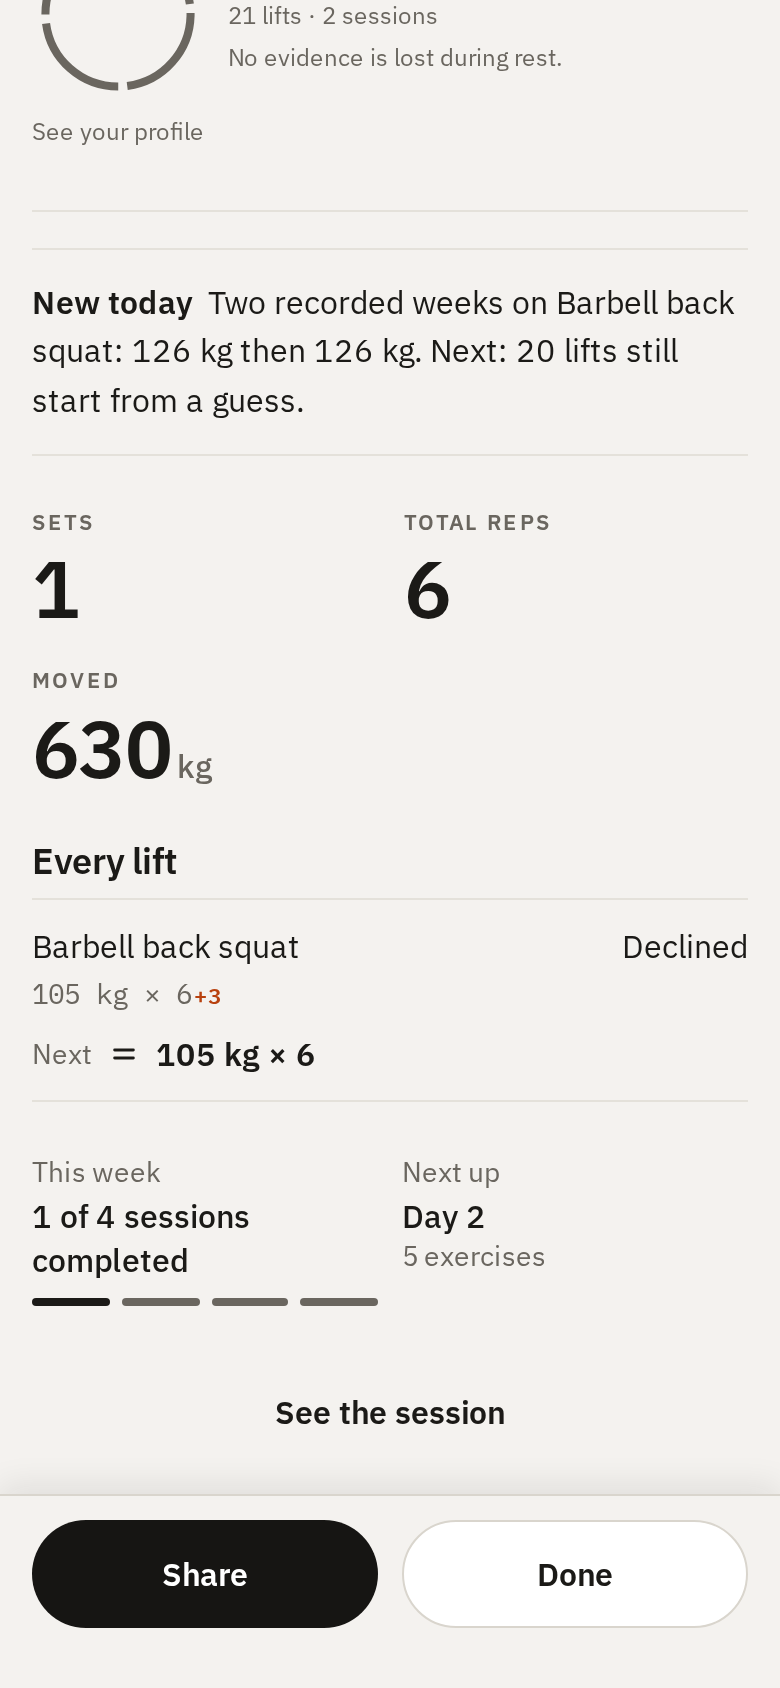 21 lifts · 2 sessions
No evidence is lost during rest.
See your profile
New today Two recorded weeks on Barbell back
squat: 126 kg then 126 kg. Next: 20 lifts still
start from a guess.
SETS
1
TOTAL REPS
6
MOVED
630 kg
Every lift
Barbell back squat
Declined
105 kg × 6+3
Next = 105 kg × 6
This week
1 of 4 sessions
completed
Next up
Day 2
5 exercises
See the session
Share
Done